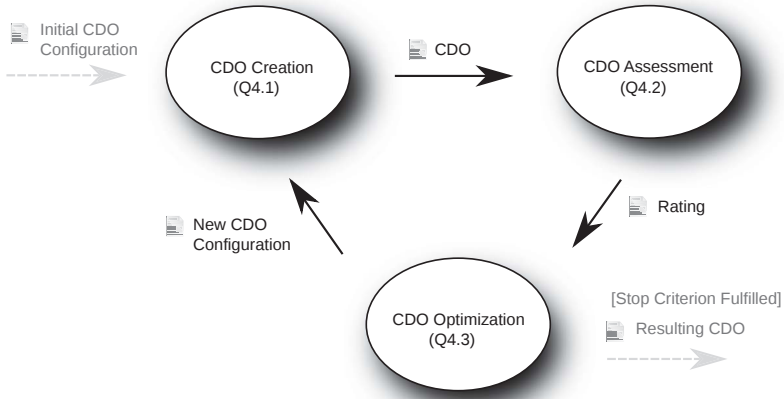 Initial CDO
Configuration
CDO Creation
(Q4.1)
CDO
CDO Assessment
(Q4.2)
Rating
New CDO
Configuration
CDO Optimization
(Q4.3)
[Stop Criterion Fulfilled]
Resulting CDO